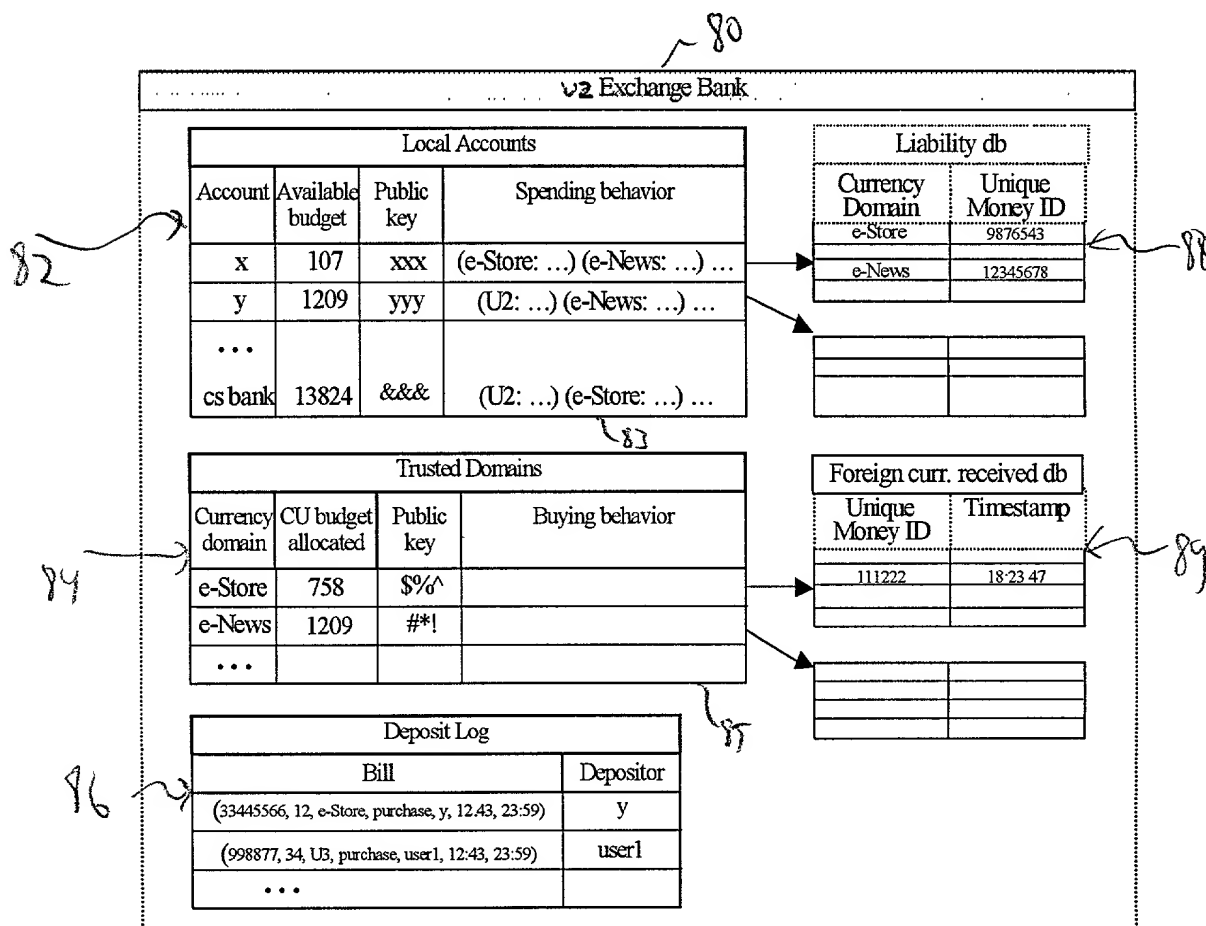 80
U2 Exchange Bank
Local Accounts
Account Available budget Public key Spending behavior
x 107 xxx (e-Store: ...) (e-News: ...) ...
y 1209 yyy (U2: ...) (e-News: ...) ...
...
cs bank 13824 &&& (U2: ...) (e-Store: ...) ...
82
83
Liability db
Currency Domain Unique Money ID
e-Store 9876543
e-News 12345678
88
Trusted Domains
Currency domain CU budget allocated Public key Buying behavior
e-Store 758 $%^
e-News 1209 #*!
...
84
85
Foreign curr. received db
Unique Money ID Timestamp
111222 18:23 47
89
Deposit Log
Bill Depositor
(33445566, 12, e-Store, purchase, y, 12.43, 23:59) y
(998877, 34, U3, purchase, user1, 12:43, 23:59) user1
...
86